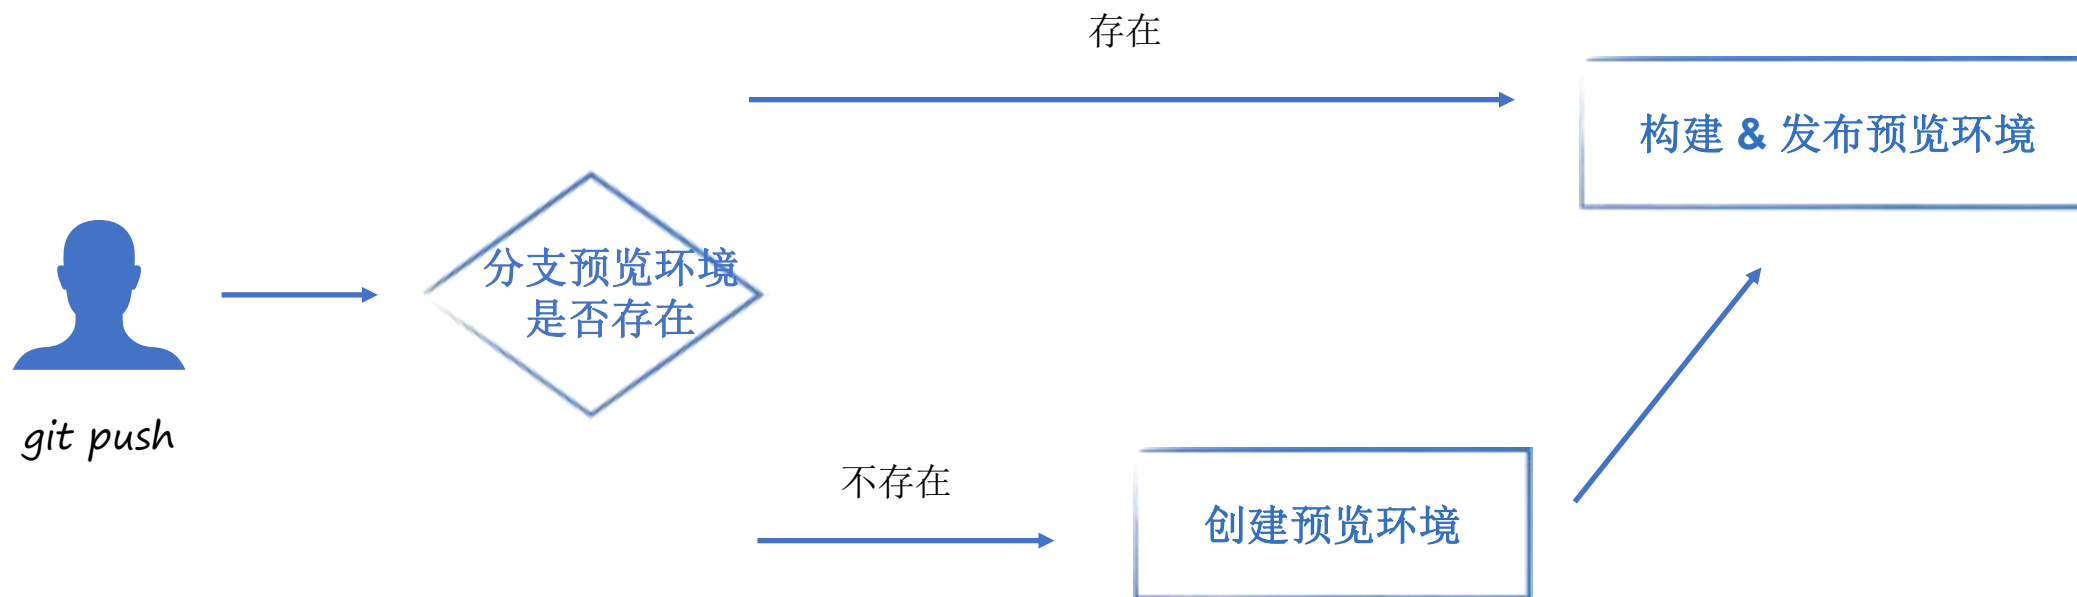 存在
构建 & 发布预览环境
分支预览环境
是否存在
git push
不存在
创建预览环境